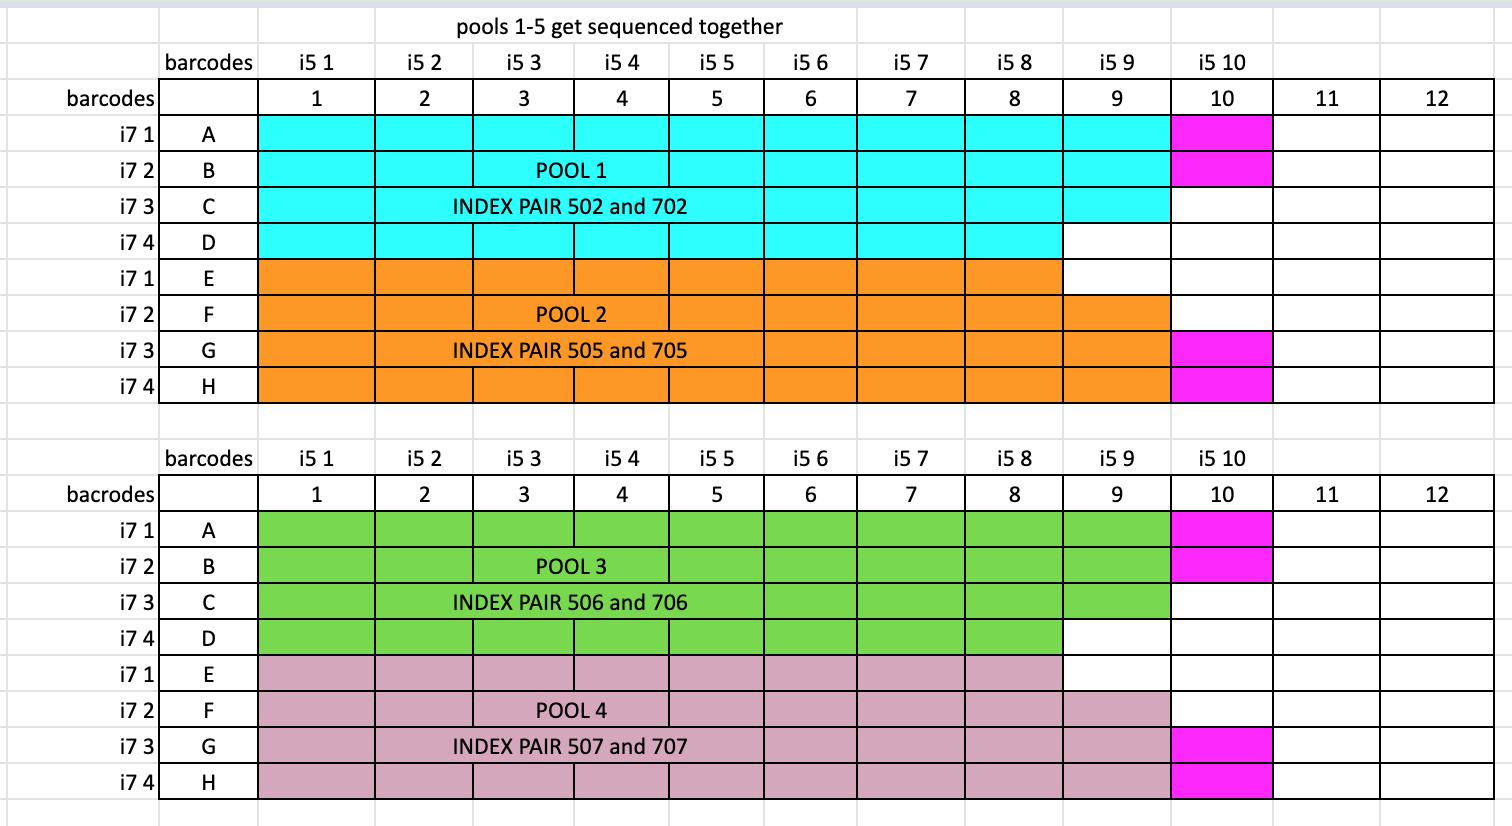 pools 1-5 get sequenced together
barcodes i5 1 i5 2 i5 3 i5 4 i5 5 i5 6 i5 7 i5 8 i5 9 i5 10
barcodes 1 2 3 4 5 6 7 8 9 10 11 12
i7 1 A
i7 2 B POOL 1
i7 3 C INDEX PAIR 502 and 702
i7 4 D
i7 1 E
i7 2 F POOL 2
i7 3 G INDEX PAIR 505 and 705
i7 4 H
barcodes i5 1 i5 2 i5 3 i5 4 i5 5 i5 6 i5 7 i5 8 i5 9 i5 10
bacrodes 1 2 3 4 5 6 7 8 9 10 11 12
i7 1 A
i7 2 B POOL 3
i7 3 C INDEX PAIR 506 and 706
i7 4 D
i7 1 E
i7 2 F POOL 4
i7 3 G INDEX PAIR 507 and 707
i7 4 H